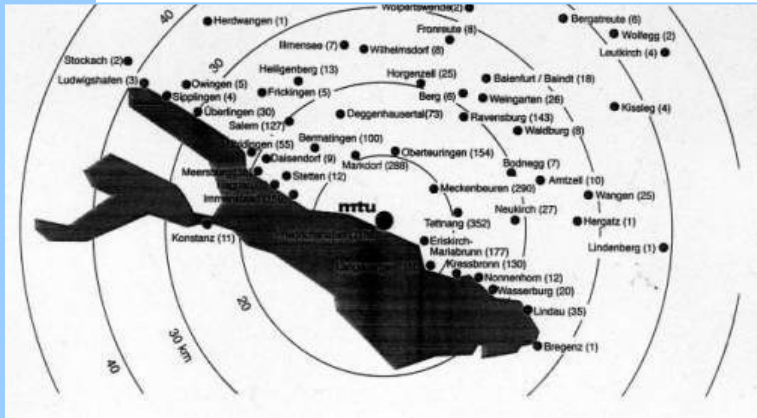 Wolpertswende(2)
40
Herdwangen (1)
Bergatreute (6)
Fronreute (8)
Wolfegg (2)
Illmensee (7)
Wilhelmsdorf (8)
Leutkirch (4)
Stockach (2)
30
Heiligenberg (13)
Horgenzell (25)
Baienfurt / Baindt (18)
Ludwigshafen (3)
Owingen (5)
Frickingen (5)
Berg (6)
Weingarten (26)
Sipplingen (4)
Kissleg (4)
Überlingen (30)
Deggenhausertal(73)
Ravensburg (143)
Salem (127)
Waldburg (8)
Bermatingen (100)
Oberteuringen (154)
Daisendorf (9)
Markdorf (288)
Bodnegg (7)
Stetten (12)
Amtzell (10)
Meckenbeuren (290)
Wangen (25)
mtu
Neukirch (27)
Tettnang (352)
Hergatz (1)
Konstanz (11)
Eriskirch-
Mariabrunn (177)
Lindenberg (1)
Kressbronn (130)
Nonnenhorn (12)
Wasserburg (20)
20
Lindau (35)
30 km
Bregenz (1)
40